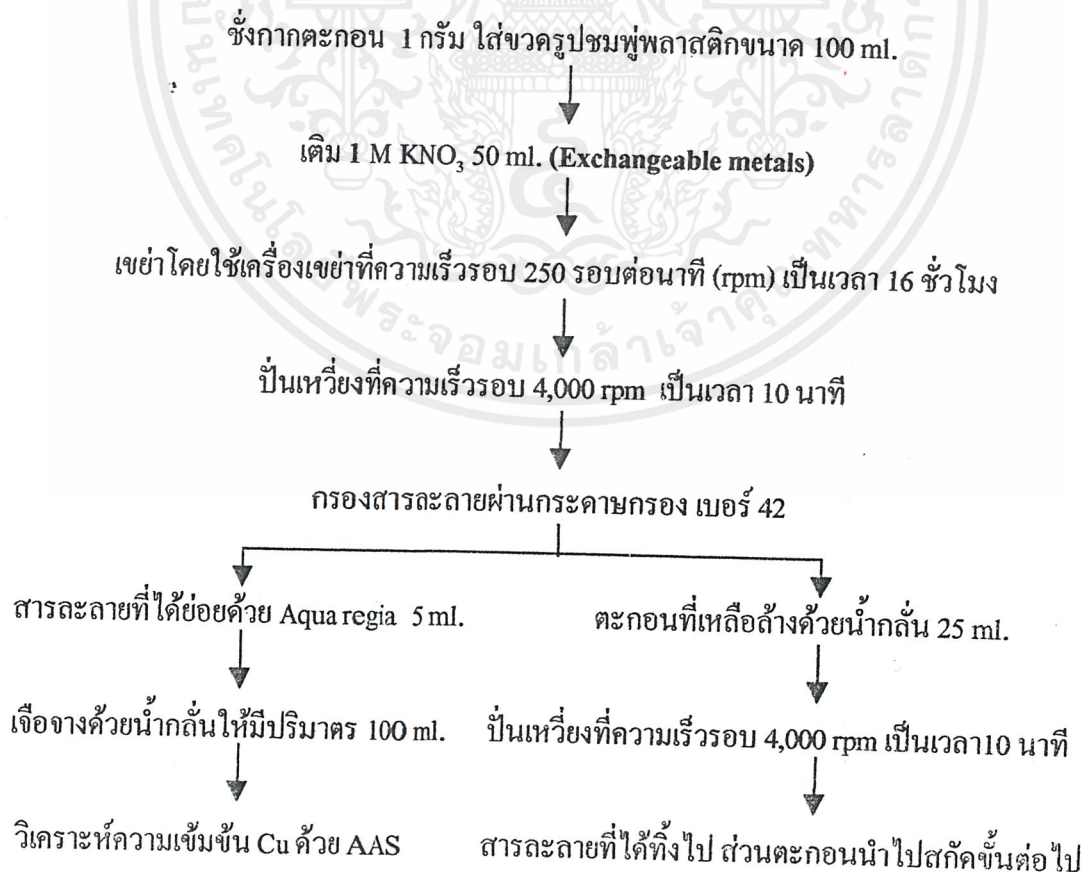 ชั่งกากตะกอน 1 กรัม ใส่ขวดรูปชมพู่พลาสติกขนาด 100 ml.
เติม 1 M KNO₃ 50 ml. (Exchangeable metals)
เขย่าโดยใช้เครื่องเขย่าที่ความเร็วรอบ 250 รอบต่อนาที (rpm) เป็นเวลา 16 ชั่วโมง
ปั่นเหวี่ยงที่ความเร็วรอบ 4,000 rpm เป็นเวลา 10 นาที
กรองสารละลายผ่านกระดาษกรอง เบอร์ 42
สารละลายที่ได้ย่อยด้วย Aqua regia 5 ml.
เจือจางด้วยน้ำกลั่นให้มีปริมาตร 100 ml.
วิเคราะห์ความเข้มข้น Cu ด้วย AAS
ตะกอนที่เหลือล้างด้วยน้ำกลั่น 25 ml.
ปั่นเหวี่ยงที่ความเร็วรอบ 4,000 rpm เป็นเวลา10 นาที
สารละลายที่ได้ทิ้งไป ส่วนตะกอนนำไปสกัดขั้นต่อไป